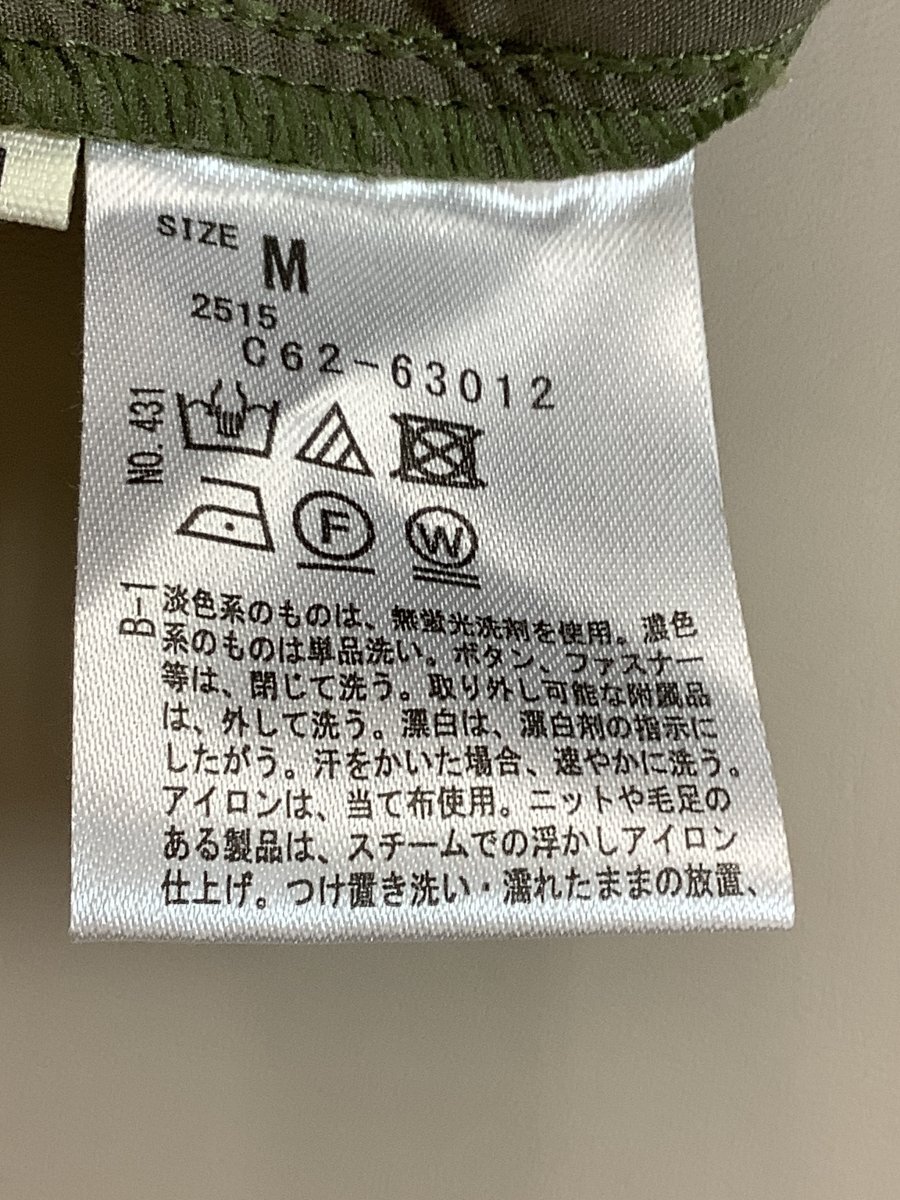 SIZE M
2515
C62-63012
NO.431
F
W
B-1
淡色系のものは、無蛍光洗剤を使用。濃色
系のものは単品洗い。ボタン、ファスナー
等は、閉じて洗う。取り外し可能な附属品
は、外して洗う。漂白は、漂白剤の指示に
したがう。汗をかいた場合、速やかに洗う。
アイロンは、当て布使用。ニットや毛足の
ある製品は、スチームでの浮かしアイロン
仕上げ。つけ置き洗い・濡れたままの放置、